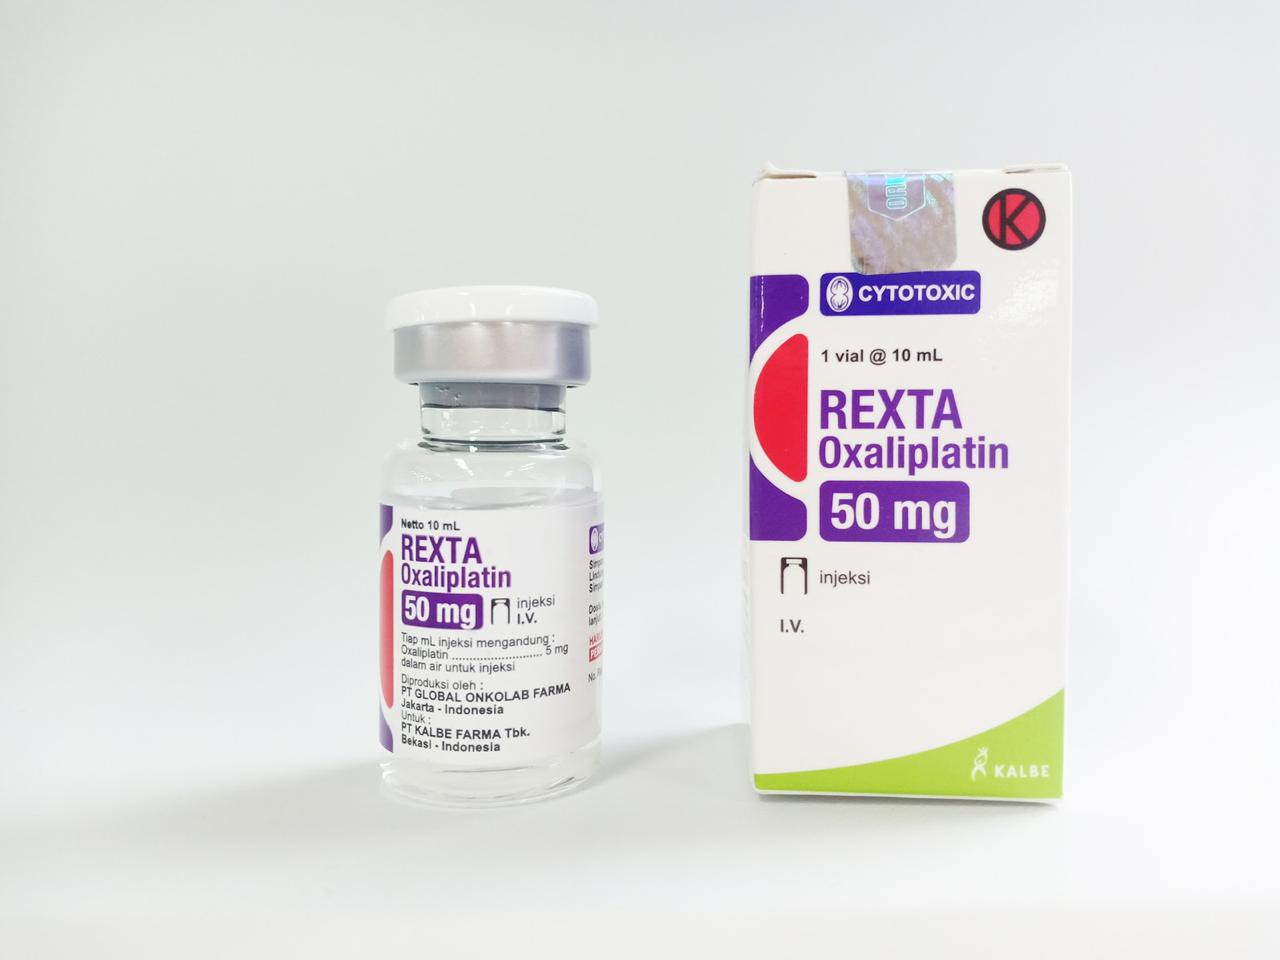 Netto 10 mL
REXTA
Oxaliplatin
50 mg
injeksi
I.V.
Tiap mL injeksi mengandung :
Oxaliplatin ............................ 5 mg
dalam air untuk injeksi
Diproduksi oleh :
PT GLOBAL ONKOLAB FARMA
Jakarta - Indonesia
Untuk :
PT KALBE FARMA Tbk.
Bekasi - Indonesia
K
CYTOTOXIC
1 vial @ 10 mL
REXTA
Oxaliplatin
50 mg
injeksi
I.V.
KALBE